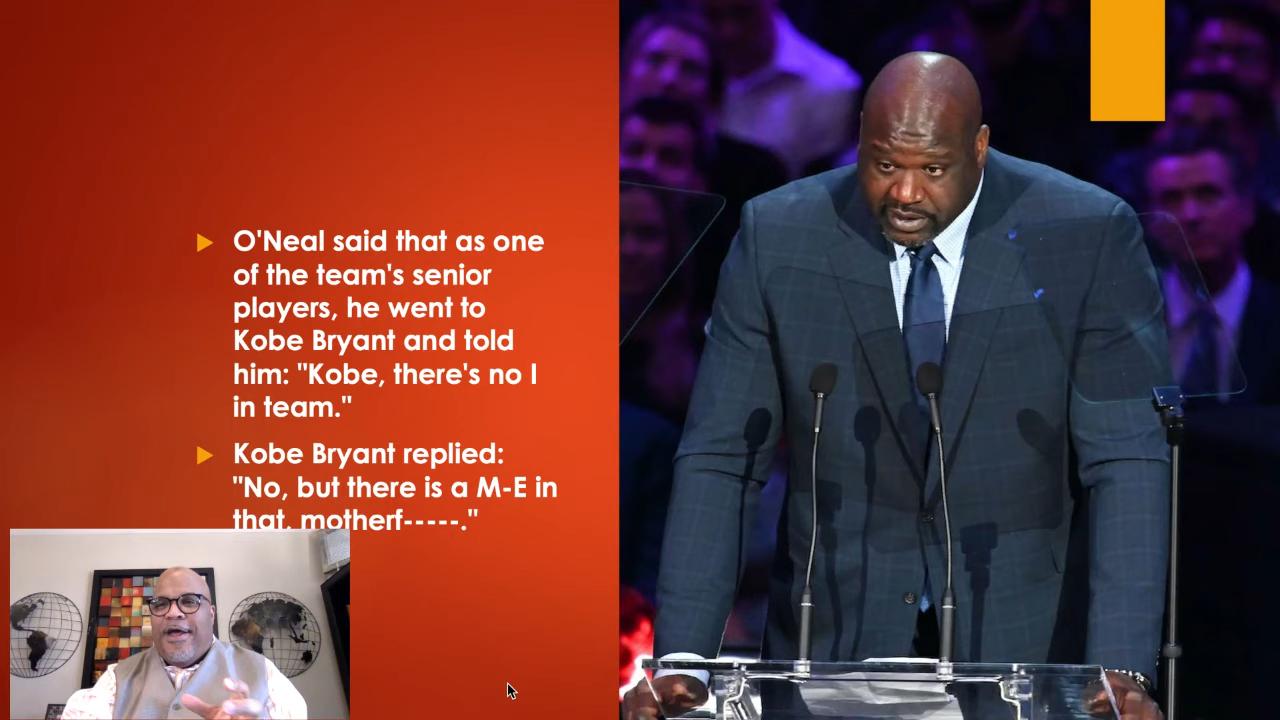 O'Neal said that as one
of the team's senior
players, he went to
Kobe Bryant and told
him: "Kobe, there's no I
in team."
Kobe Bryant replied:
"No, but there is a M-E in
that, motherf-----."